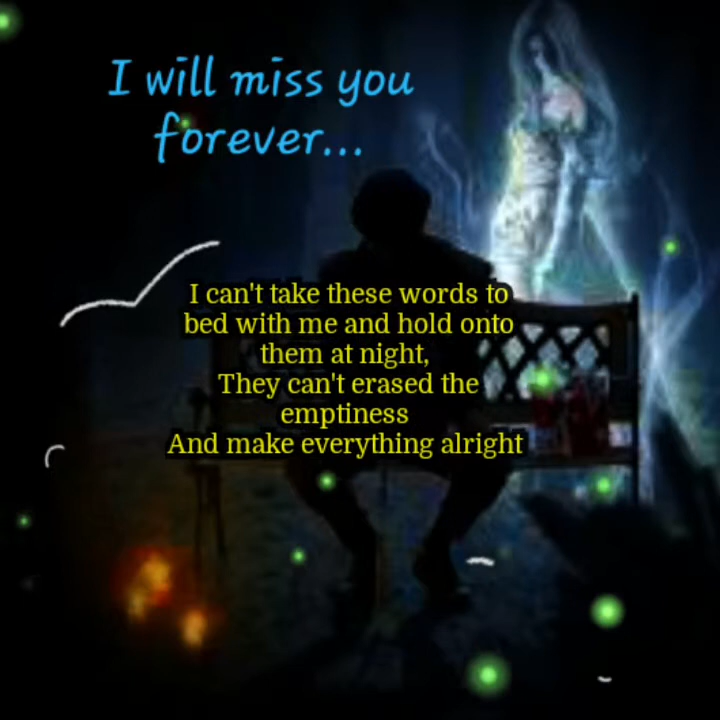 I will miss you
forever...
I can't take these words to
bed with me and hold onto
them at night,
They can't erased the
emptiness
And make everything alright